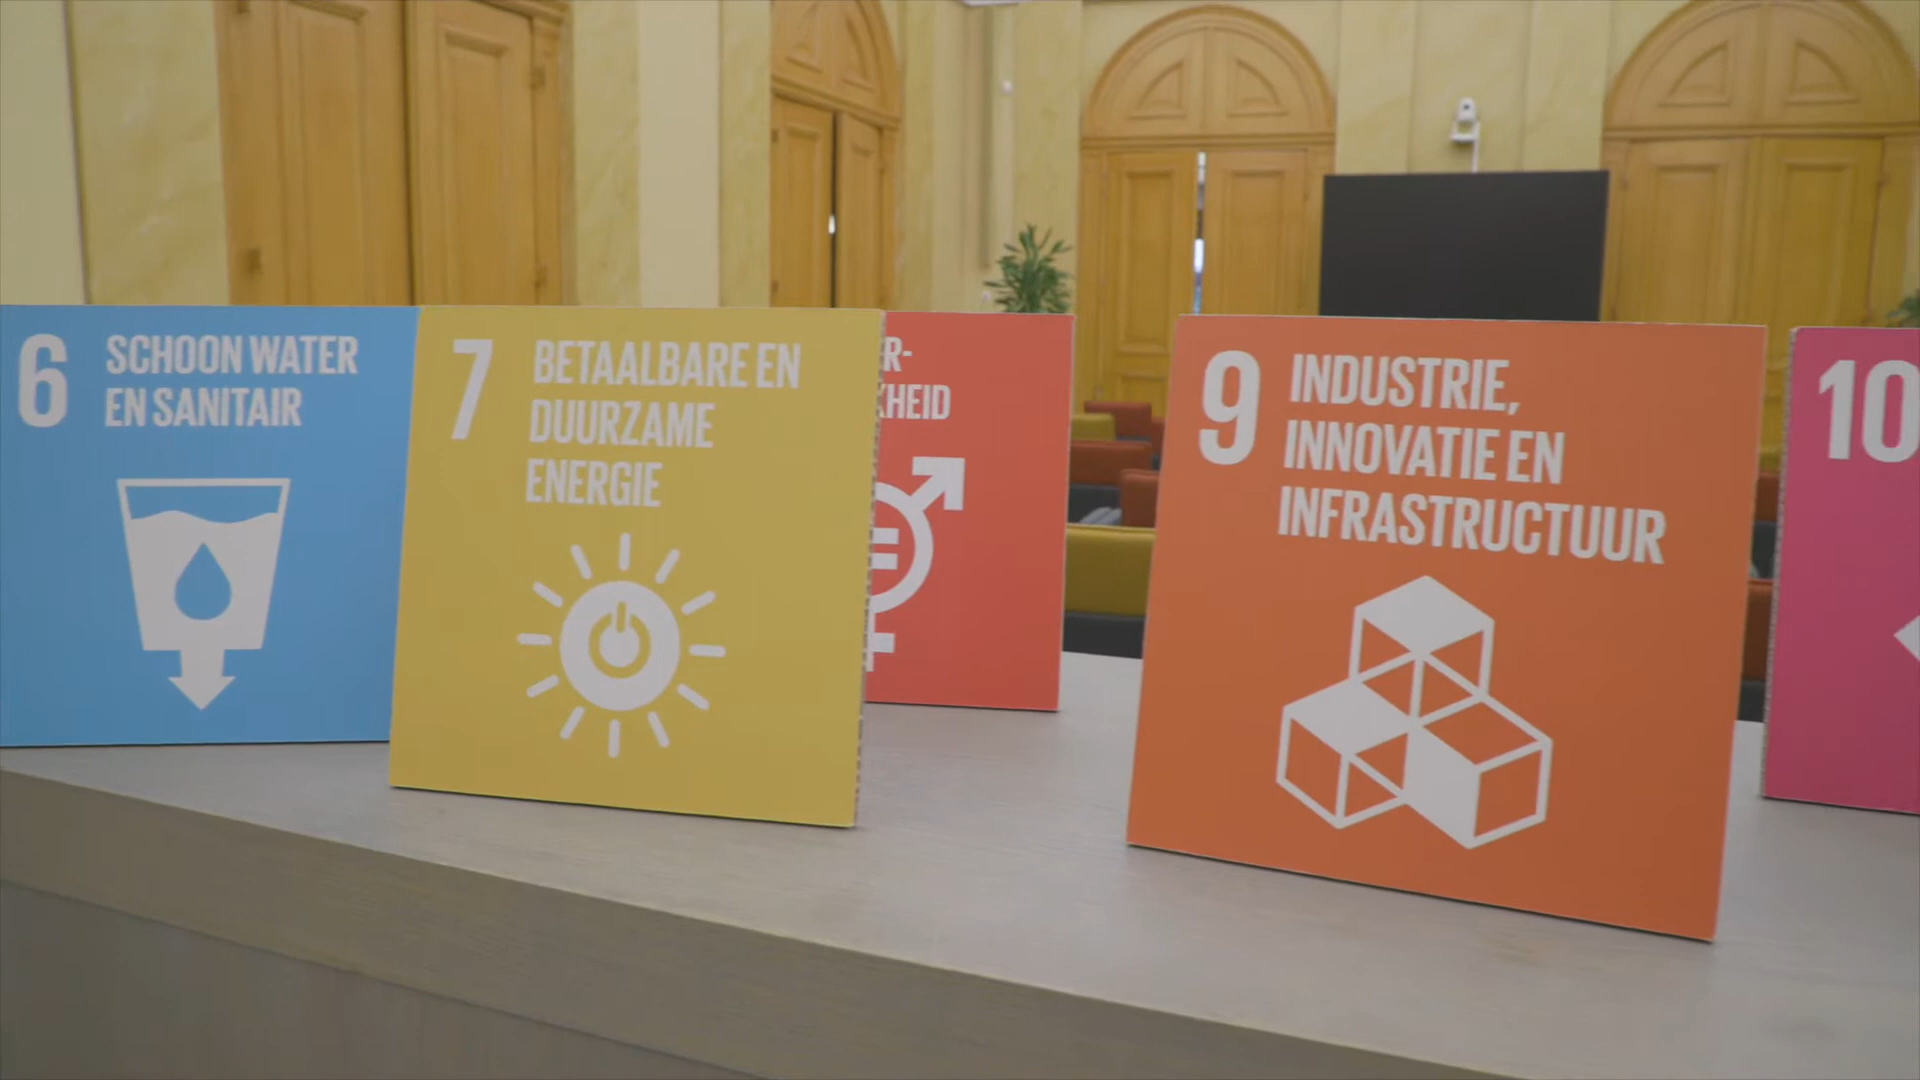 6
SCHOON WATER
EN SANITAIR
7
BETAALBARE EN
DUURZAME
ENERGIE
R-
KHEID
9
INDUSTRIE,
INNOVATIE EN
INFRASTRUCTUUR
10